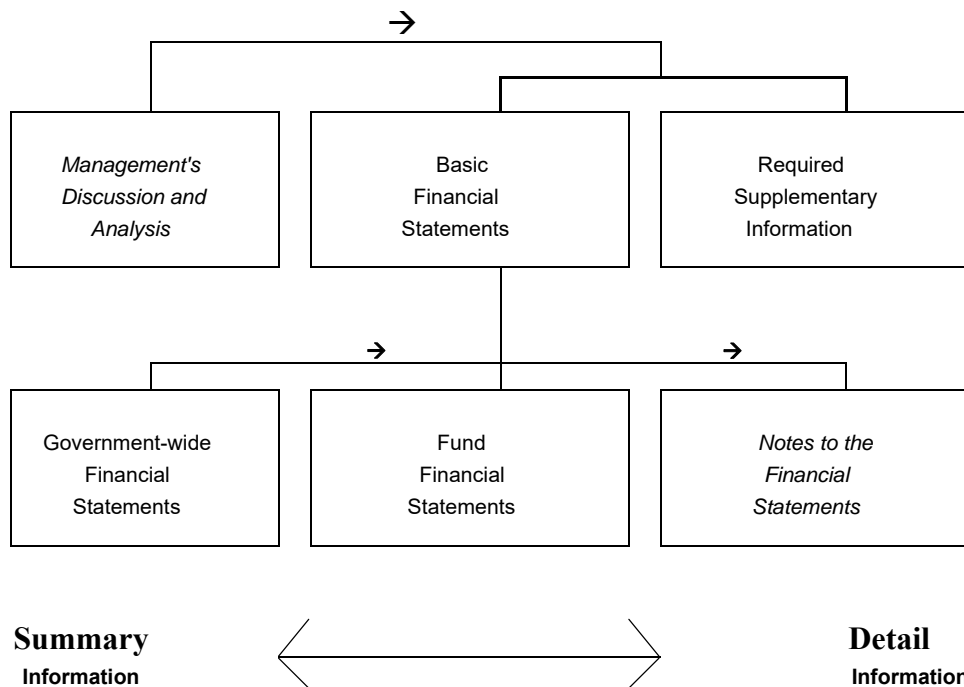 →
Management's
Discussion and
Analysis
Basic
Financial
Statements
Required
Supplementary
Information
→ →
Government-wide
Financial
Statements
Fund
Financial
Statements
Notes to the
Financial
Statements
Summary
Information
Detail
Information